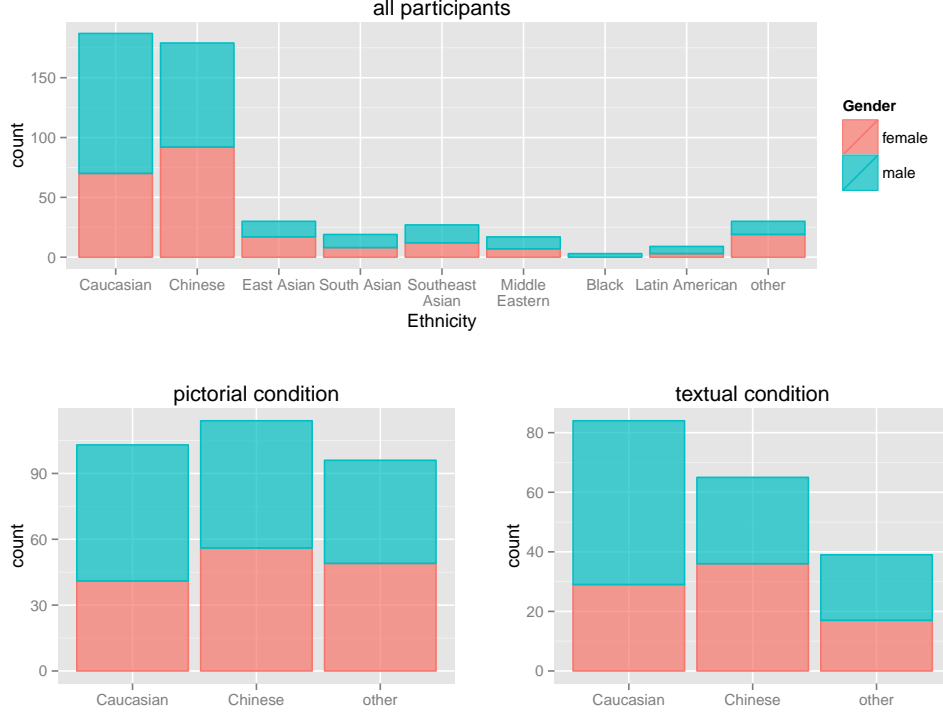 all participants
count
150
100
50
0
Caucasian Chinese East Asian South Asian Southeast Asian Middle Eastern Black Latin American other
Ethnicity
Gender
female
male
pictorial condition
count
90
60
30
0
Caucasian Chinese other
textual condition
count
80
60
40
20
0
Caucasian Chinese other